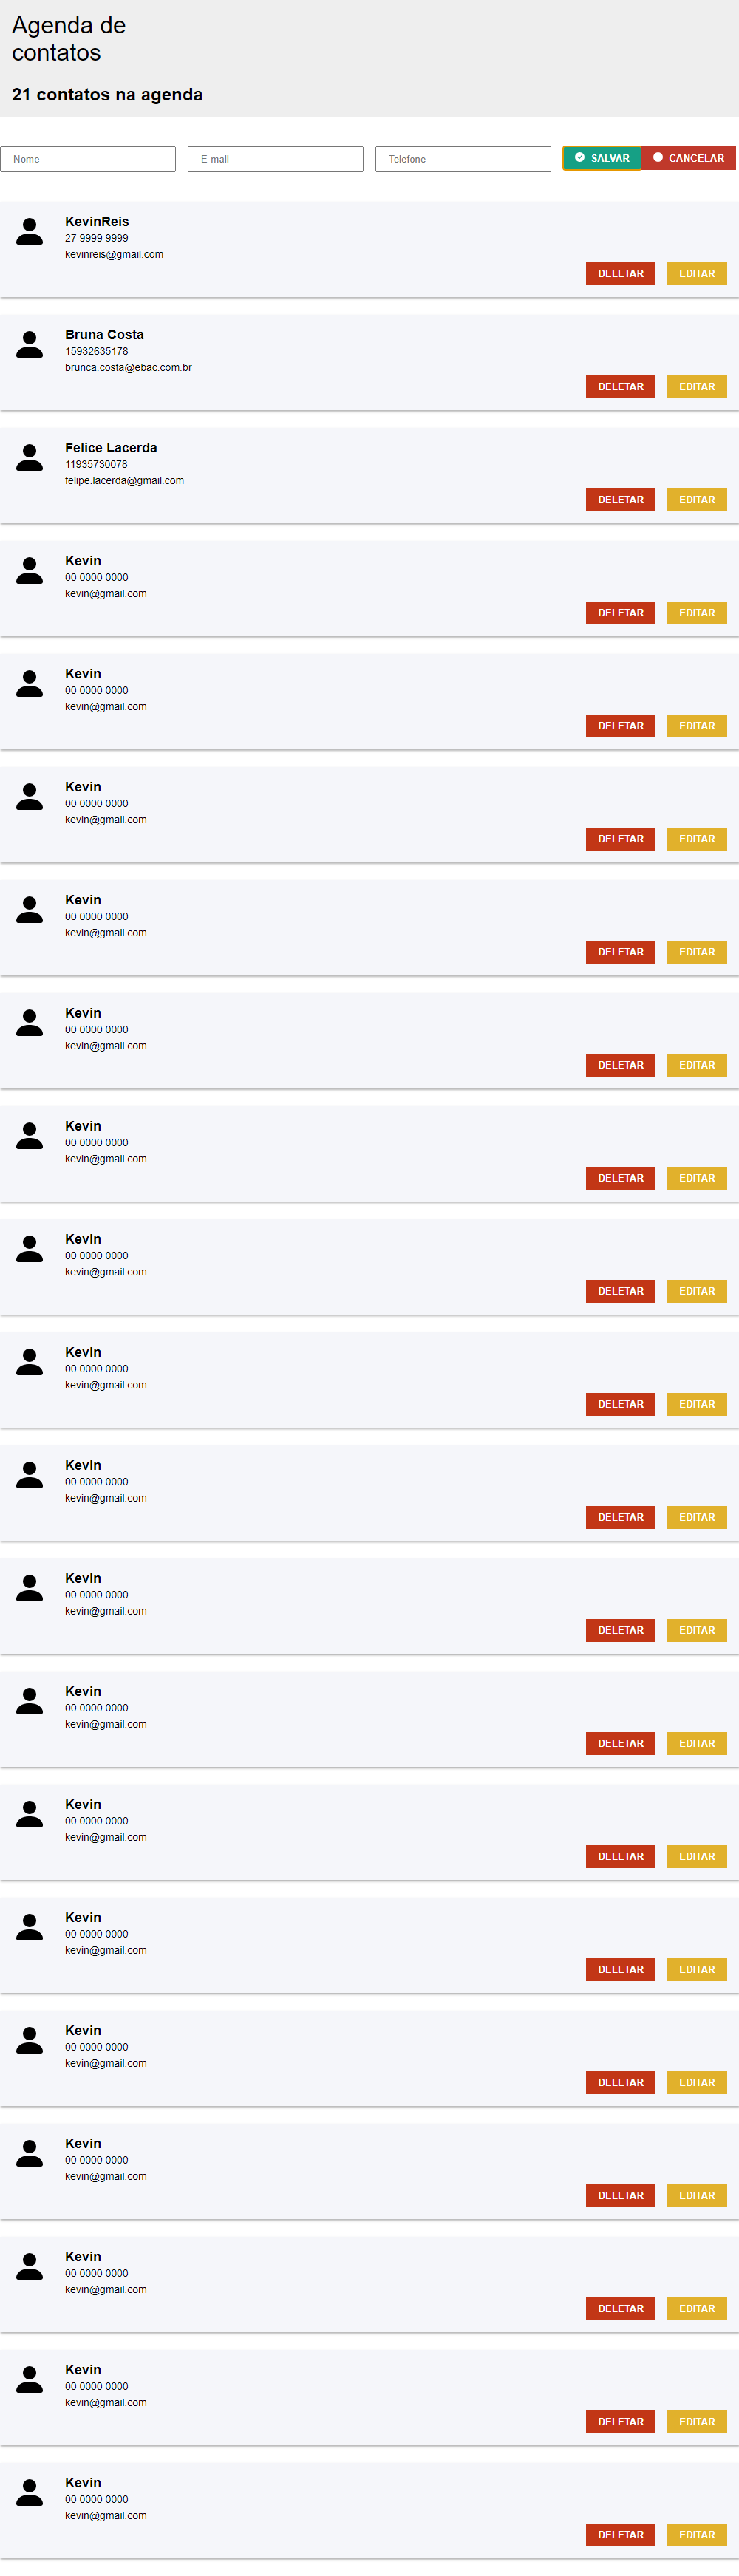 Agenda de
contatos
21 contatos na agenda
Nome E-mail Telefone SALVAR CANCELAR
KevinReis
27 9999 9999
kevinreis@gmail.com
DELETAR EDITAR
Bruna Costa
15932635178
brunca.costa@ebac.com.br
DELETAR EDITAR
Felice Lacerda
11935730078
felipe.lacerda@gmail.com
DELETAR EDITAR
Kevin
00 0000 0000
kevin@gmail.com
DELETAR EDITAR
Kevin
00 0000 0000
kevin@gmail.com
DELETAR EDITAR
Kevin
00 0000 0000
kevin@gmail.com
DELETAR EDITAR
Kevin
00 0000 0000
kevin@gmail.com
DELETAR EDITAR
Kevin
00 0000 0000
kevin@gmail.com
DELETAR EDITAR
Kevin
00 0000 0000
kevin@gmail.com
DELETAR EDITAR
Kevin
00 0000 0000
kevin@gmail.com
DELETAR EDITAR
Kevin
00 0000 0000
kevin@gmail.com
DELETAR EDITAR
Kevin
00 0000 0000
kevin@gmail.com
DELETAR EDITAR
Kevin
00 0000 0000
kevin@gmail.com
DELETAR EDITAR
Kevin
00 0000 0000
kevin@gmail.com
DELETAR EDITAR
Kevin
00 0000 0000
kevin@gmail.com
DELETAR EDITAR
Kevin
00 0000 0000
kevin@gmail.com
DELETAR EDITAR
Kevin
00 0000 0000
kevin@gmail.com
DELETAR EDITAR
Kevin
00 0000 0000
kevin@gmail.com
DELETAR EDITAR
Kevin
00 0000 0000
kevin@gmail.com
DELETAR EDITAR
Kevin
00 0000 0000
kevin@gmail.com
DELETAR EDITAR
Kevin
00 0000 0000
kevin@gmail.com
DELETAR EDITAR